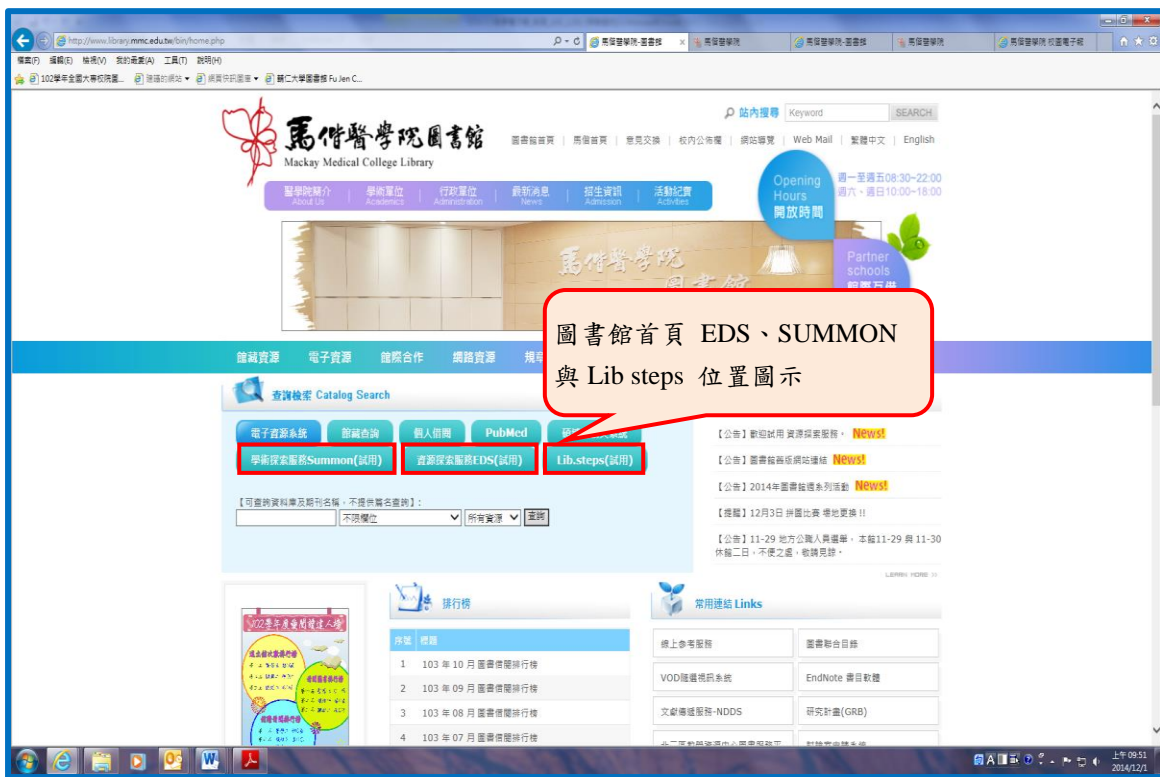 http://www.library.mmc.edu.tw/bin/home.php
馬偕醫學院-圖書館
馬偕醫學院
馬偕醫學院-圖書館
馬偕醫學院
馬偕醫學院 校園電子報
檔案(F) 編輯(E) 檢視(V) 我的最愛(A) 工具(T) 說明(H)
102學年全國大專校院圖... 建議的網站 網頁快訊圖庫 輔仁大學圖書館 Fu Jen C...
站內搜尋 Keyword SEARCH
馬偕醫學院圖書館
Mackay Medical College Library
圖書館首頁 | 馬偕首頁 | 意見交換 | 校內公佈欄 | 網站導覽 | Web Mail | 繁體中文 | English
醫學院簡介 | 學術單位 | 行政單位 | 最新消息 | 招生資訊 | 活動紀實
About Us Academics Administration News Admission Activities
Opening
Hours
開放時間
週一至週五08:30~22:00
週六、週日10:00~18:00
馬偕醫學院
圖書館
Partner
schools
館際互借
圖書館首頁 EDS、SUMMON
與 Lib steps 位置圖示
館藏資源 電子資源 館際合作 網路資源
查詢檢索 Catalog Search
電子資源系統 館藏查詢 個人借閱 PubMed
學術探索服務Summon(試用) 資源探索服務EDS(試用) Lib.steps(試用)
【可查詢資料庫及期刊名稱，不提供篇名查詢】:
不限欄位 所有資源 查詢
【公告】歡迎試用 資源探索服務。 News!
【公告】圖書館舊版網站連結 News!
【公告】2014年圖書館週系列活動 News!
【提醒】12月3日 拼圖比賽 場地更換 !!
【公告】11-29 地方公職人員選舉， 本館11-29 與 11-30
休館二日，不便之處，敬請見諒。
LEARN MORE
102學年度臺閱讀達人榜
排行榜
序號 標題
1 103 年 10 月 圖書借閱排行榜
2 103 年 09 月 圖書借閱排行榜
3 103 年 08 月 圖書借閱排行榜
4 103 年 07 月 圖書借閱排行榜
常用連結 Links
線上參考服務 圖書聯合目錄
VOD隨選視訊系統 EndNote 書目軟體
文獻傳遞服務-NDDS 研究計畫(GRB)
上午 09:51
2014/12/1